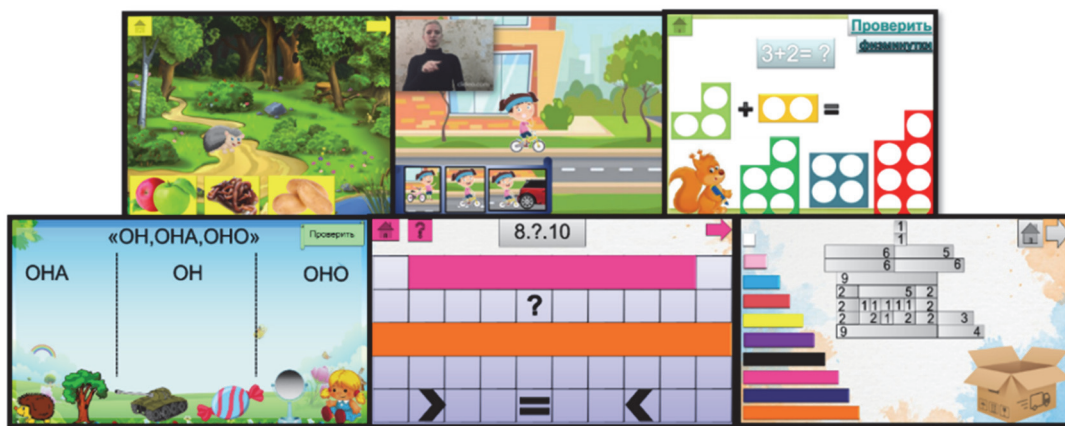 Проверить
физминутки
3+2= ?
+
=
«ОН,ОНА,ОНО»
Проверить
ОНА
ОН
ОНО
?
8.?.10
?
> = <
1
1
6 5
6 6
9
2 5 2
2 1 1 1 1 1 2
2 2 1 2 2 3
9 4